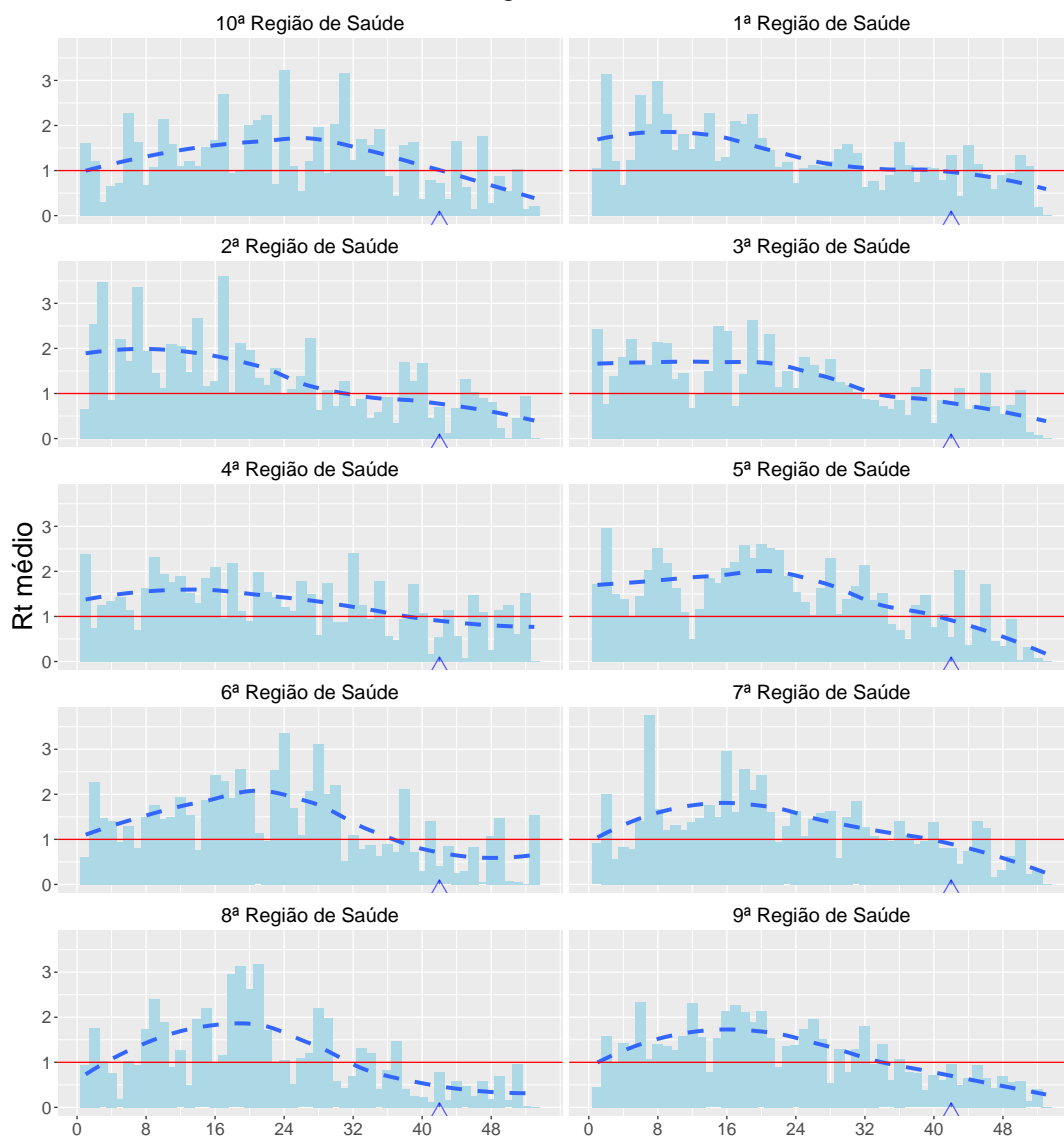 10ª Região de Saúde
1ª Região de Saúde
3
2
1
0
2ª Região de Saúde
3ª Região de Saúde
3
2
1
0
4ª Região de Saúde
5ª Região de Saúde
3
2
1
0
Rt médio
6ª Região de Saúde
7ª Região de Saúde
3
2
1
0
8ª Região de Saúde
9ª Região de Saúde
3
2
1
0
0 8 16 24 32 40 48 0 8 16 24 32 40 48